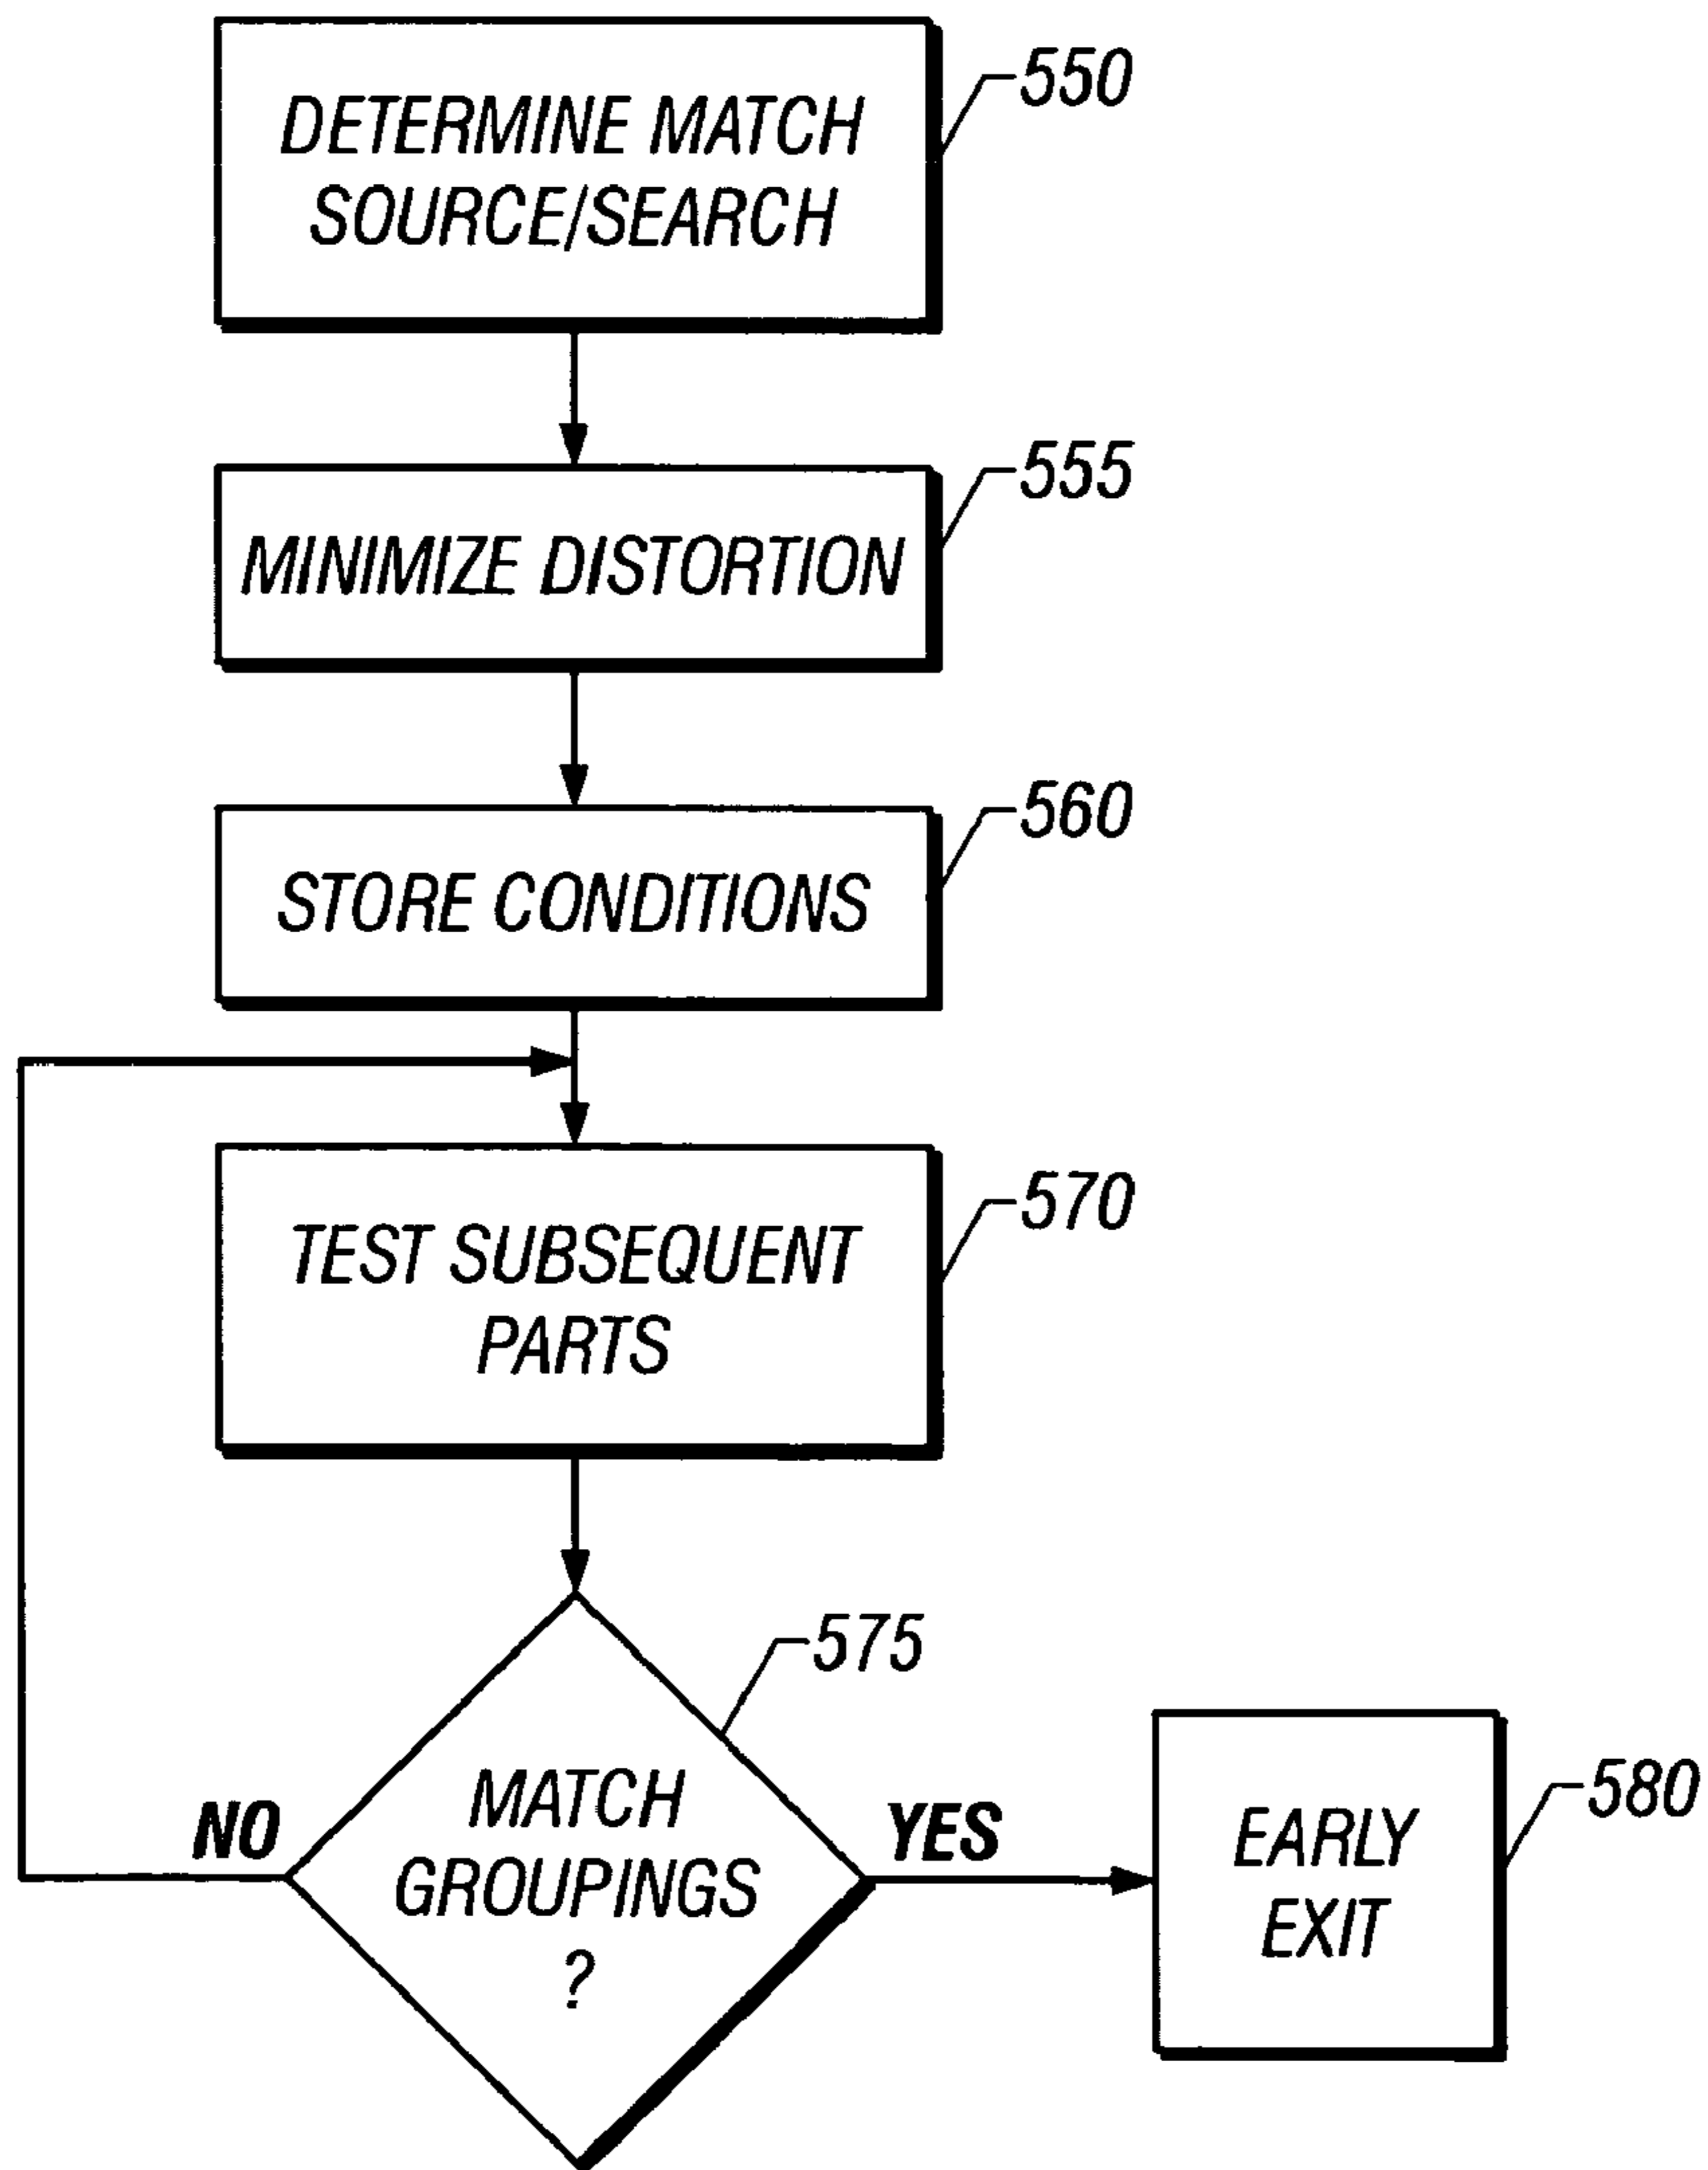 DETERMINE MATCH
SOURCE/SEARCH
550
MINIMIZE DISTORTION
555
STORE CONDITIONS
560
TEST SUBSEQUENT
PARTS
570
MATCH
GROUPINGS
?
575
NO
YES
EARLY
EXIT
580